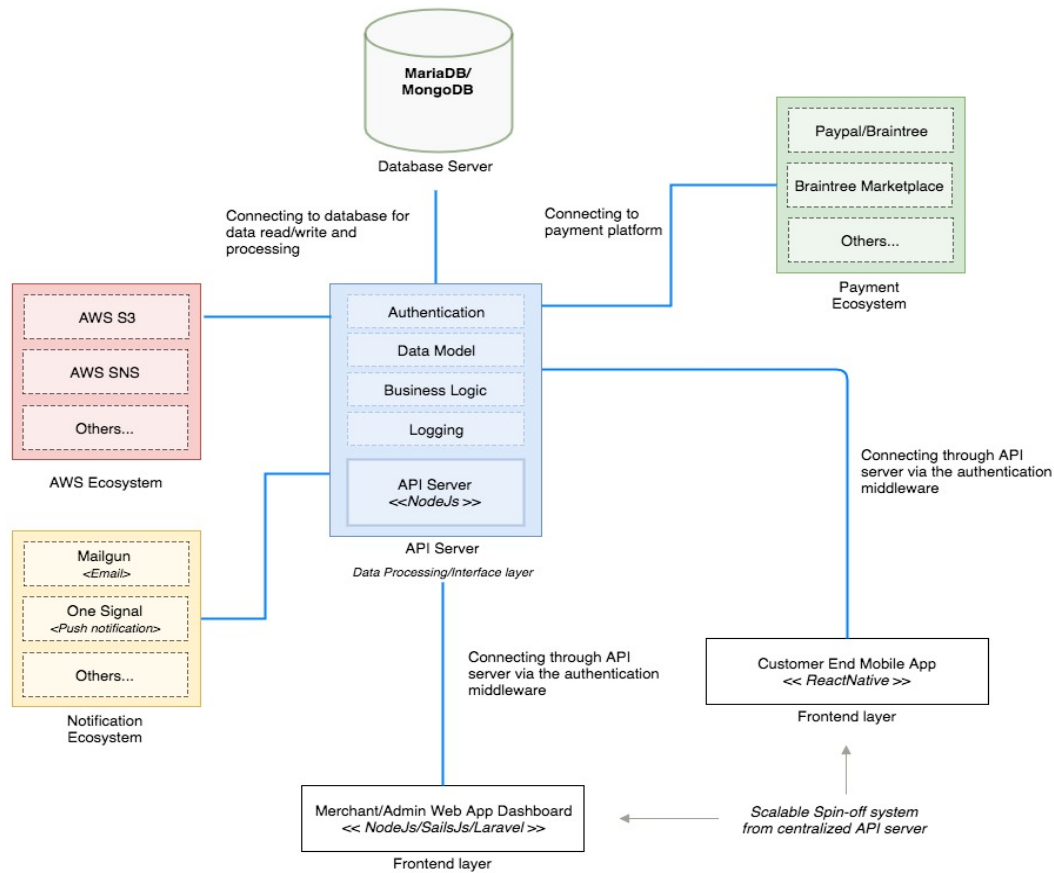 MariaDB/
MongoDB
Database Server
Paypal/Braintree
Braintree Marketplace
Others...
Payment
Ecosystem
Connecting to database for
data read/write and
processing
Connecting to
payment platform
AWS S3
AWS SNS
Others...
AWS Ecosystem
Authentication
Data Model
Business Logic
Logging
API Server
<<NodeJs >>
API Server
Data Processing/Interface layer
Connecting through API
server via the authentication
middleware
Mailgun
<Email>
One Signal
<Push notification>
Others...
Notification
Ecosystem
Connecting through API
server via the authentication
middleware
Customer End Mobile App
<< ReactNative >>
Frontend layer
Merchant/Admin Web App Dashboard
<< NodeJs/SailsJs/Laravel >>
Frontend layer
Scalable Spin-off system
from centralized API server